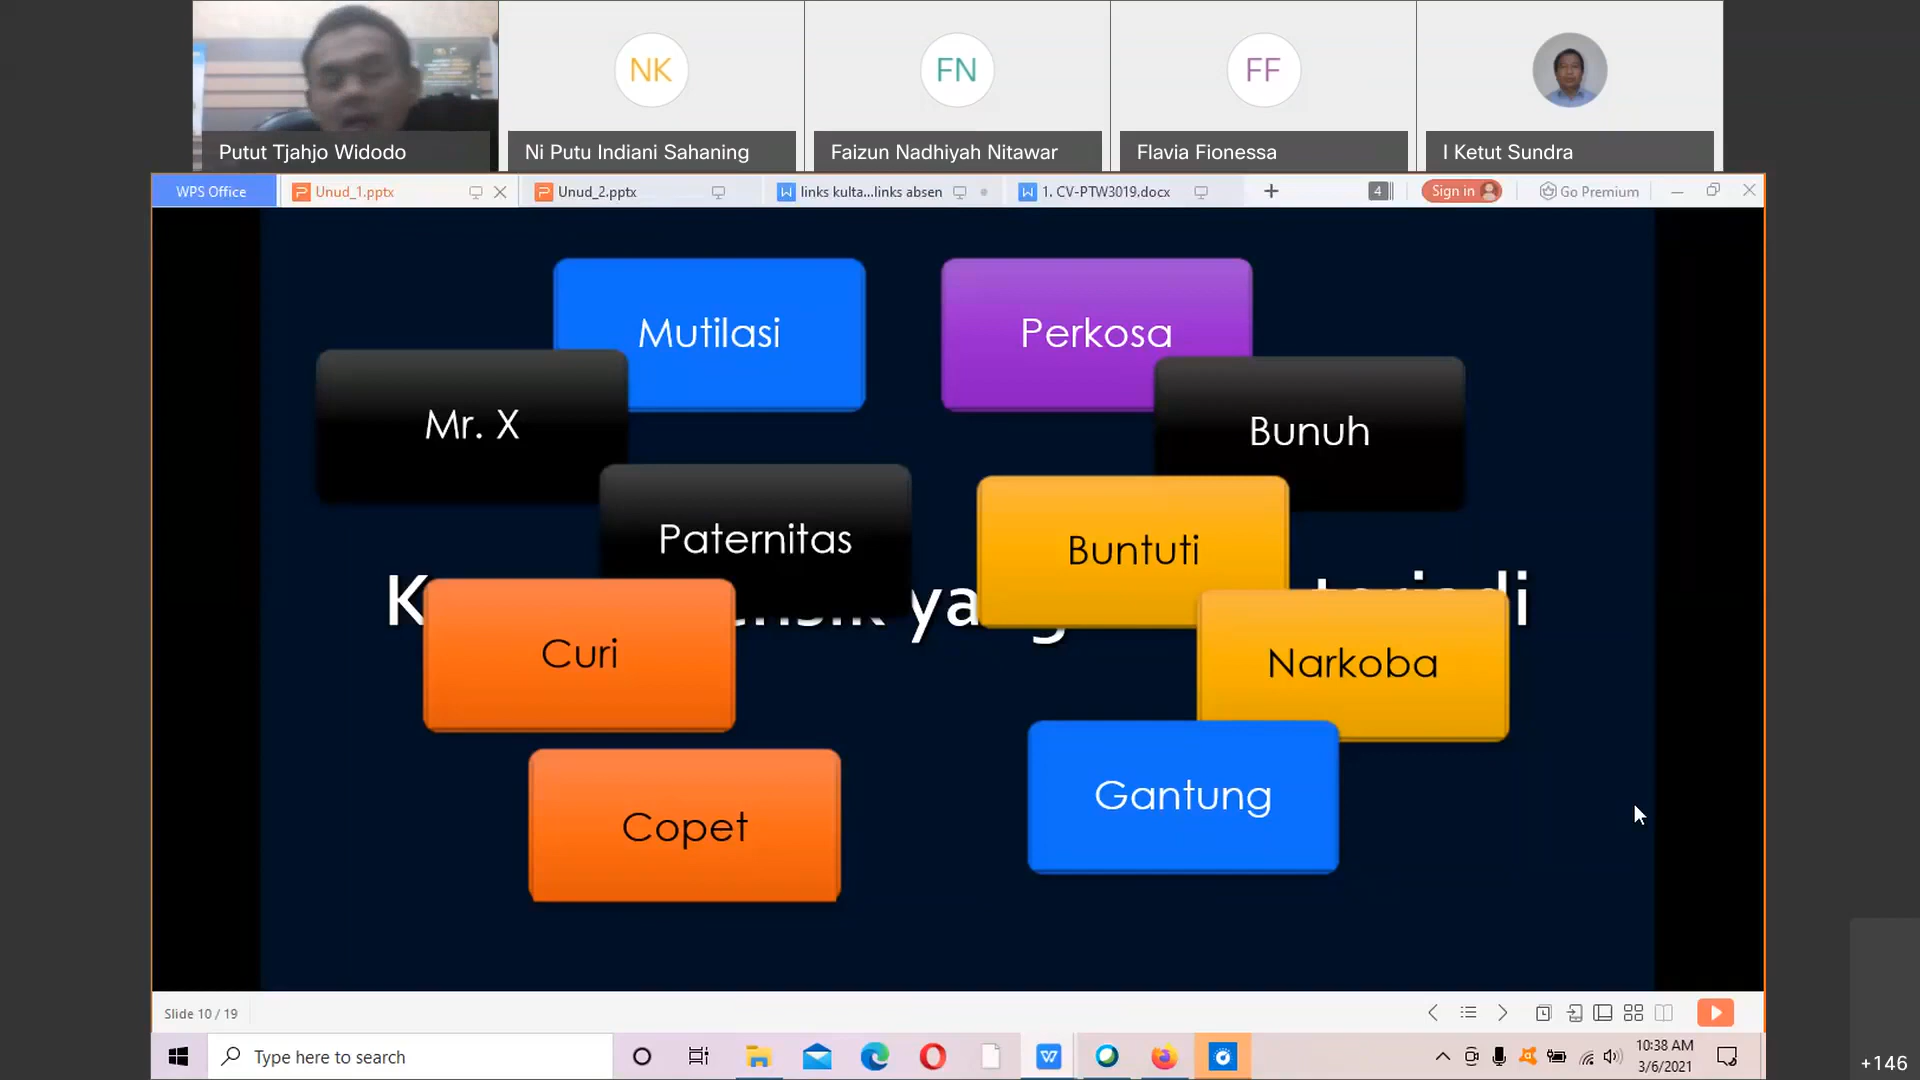 NK
FN
FF
Putut Tjahjo Widodo
Ni Putu Indiani Sahaning
Faizun Nadhiyah Nitawar
Flavia Fionessa
I Ketut Sundra
WPS Office
Unud_1.pptx
Unud_2.pptx
links kulta...links absen
1. CV-PTW3019.docx
4
Sign in
Go Premium
Mutilasi
Perkosa
Mr. X
Bunuh
Paternitas
Buntuti
Curi
Narkoba
Gantung
Copet
Slide 10 / 19
Type here to search
10:38 AM
3/6/2021
+146